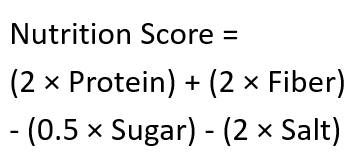 Nutrition Score =
(2 × Protein) + (2 × Fiber)
- (0.5 × Sugar) - (2 × Salt)